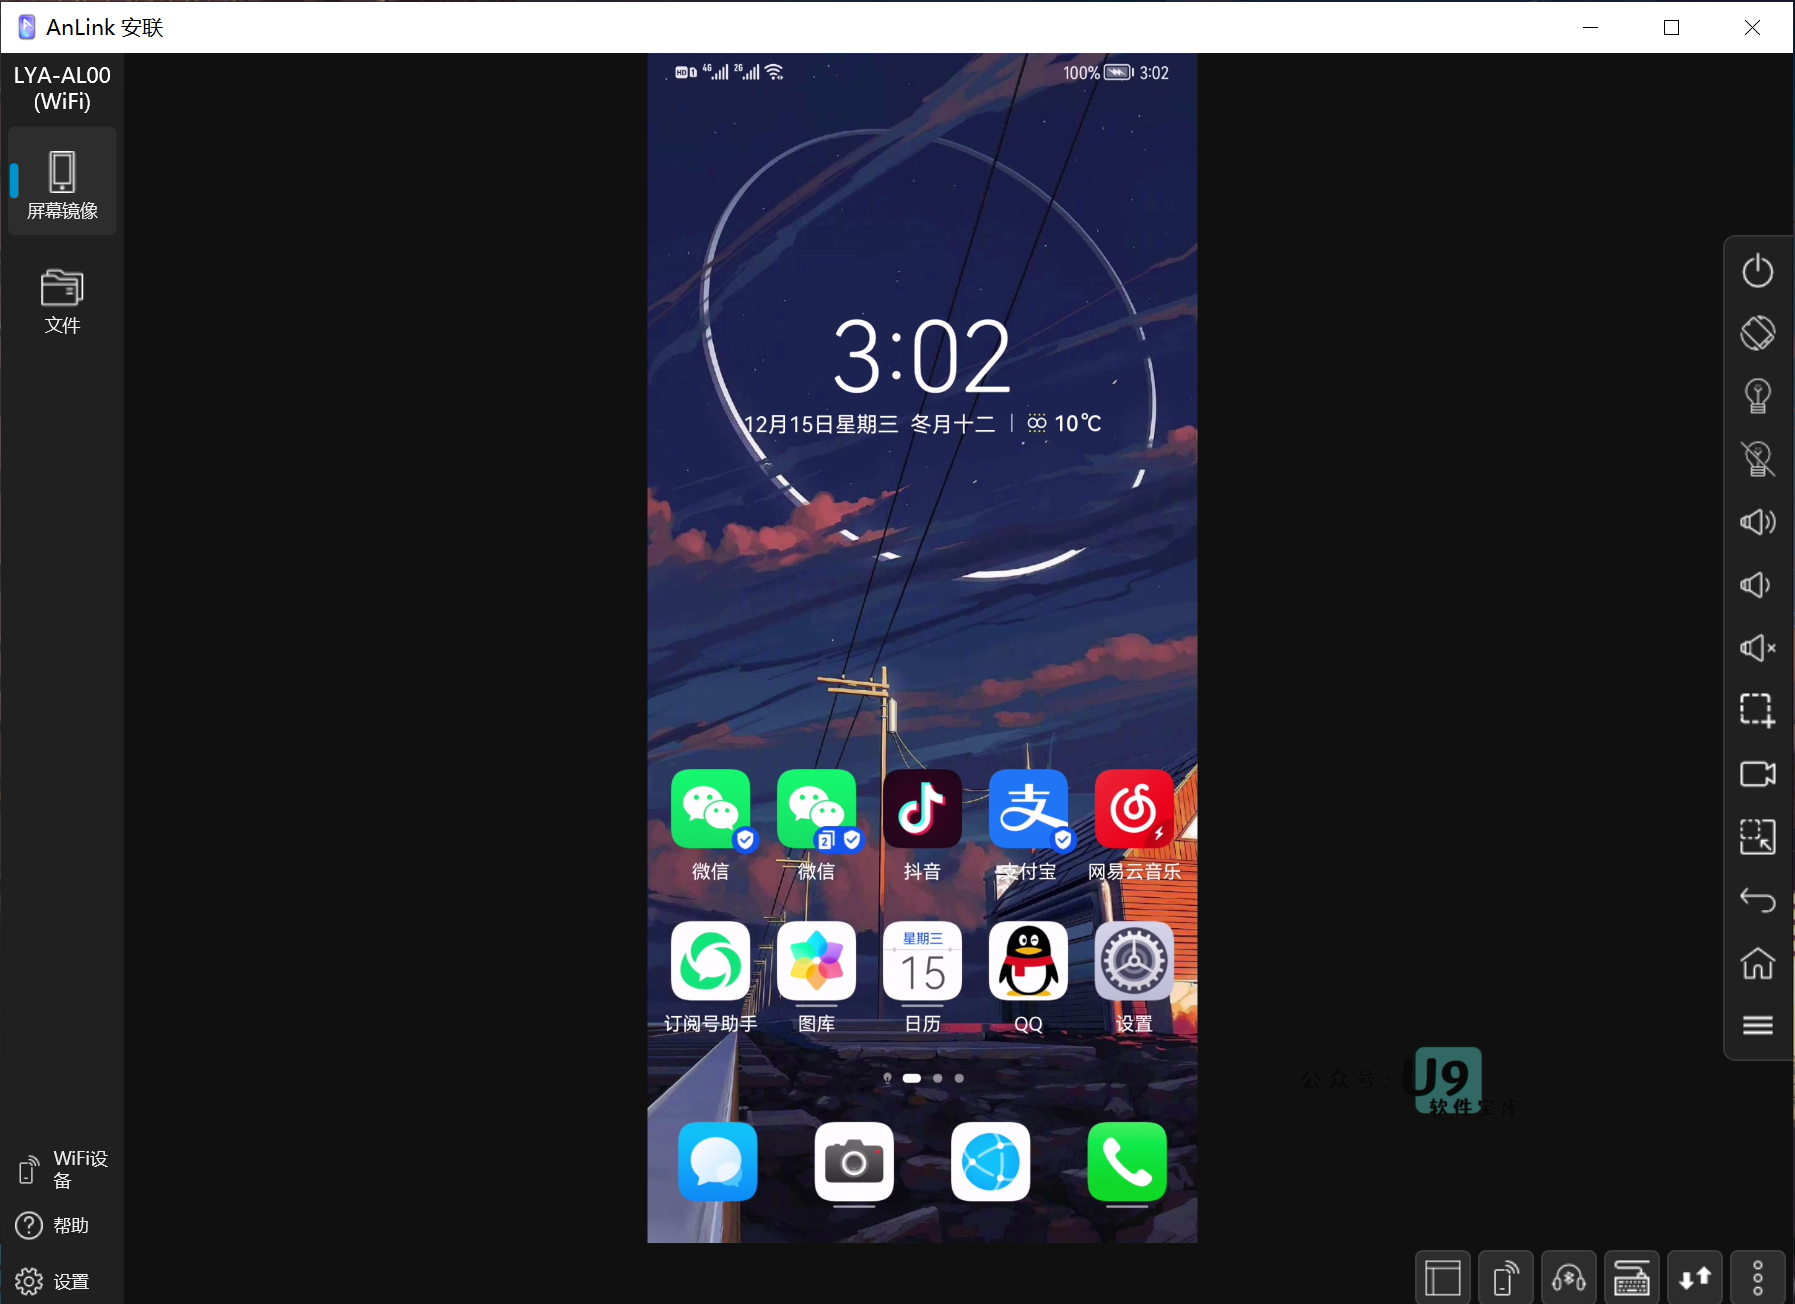 AnLink 安联
LYA-AL00
(WiFi)
屏幕镜像
文件
HD 4G 2G 100% 3:02
3:02
12月15日星期三 冬月十二 10℃
2
微信 微信 抖音 支付宝 网易云音乐
星期三
15
订阅号助手 图库 日历 QQ 设置
公众号：
U9
软件宝库
WiFi设
备
帮助
设置